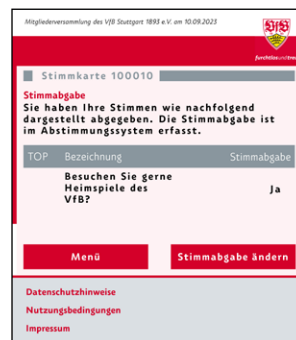 Mitgliederversammlung des VfB Stuttgart 1893 e.V. am 10.09.2023
VfB
furchtlos und treu
Stimmkarte 100010
Stimmabgabe
Sie haben Ihre Stimmen wie nachfolgend
dargestellt abgegeben. Die Stimmabgabe ist
im Abstimmungssystem erfasst.
TOP Bezeichnung Stimmabgabe
Besuchen Sie gerne
Heimspiele des
VfB?
Ja
Menü Stimmabgabe ändern
Datenschutzhinweise
Nutzungsbedingungen
Impressum